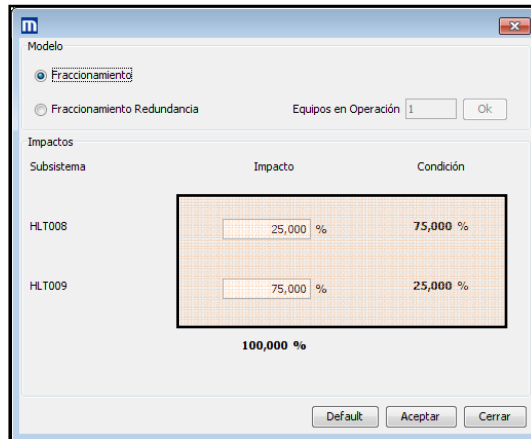 m
Modelo
Fraccionamiento
Fraccionamiento Redundancia Equipos en Operación 1 Ok
Impactos
Subsistema Impacto Condición
HLT008 25,000 % 75,000 %
HLT009 75,000 % 25,000 %
100,000 %
Default Aceptar Cerrar